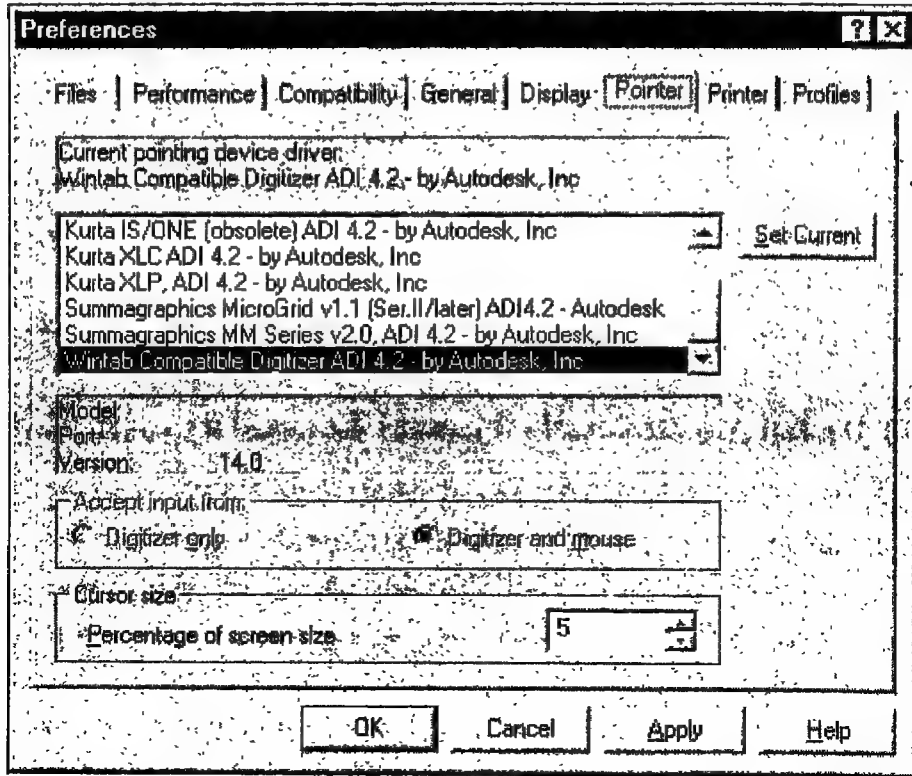 Preferences
Files Performance Compatibility General Display Pointer Printer Profiles
Current pointing device driver:
Wintab Compatible Digitizer ADI 4.2 - by Autodesk, Inc
Kurta IS/ONE (obsolete) ADI 4.2 - by Autodesk, Inc
Set Current
Kurta XLC ADI 4.2 - by Autodesk, Inc
Kurta XLP, ADI 4.2 - by Autodesk, Inc
Summagraphics MicroGrid v1.1 (Ser.II/later) ADI4.2 - Autodesk
Summagraphics MM Series v2.0, ADI 4.2 - by Autodesk, Inc
Wintab Compatible Digitizer ADI 4.2 - by Autodesk, Inc
Model:
Port:
Version: 14.0
Accept input from:
Digitizer only Digitizer and mouse
Cursor size
Percentage of screen size 5
OK Cancel Apply Help